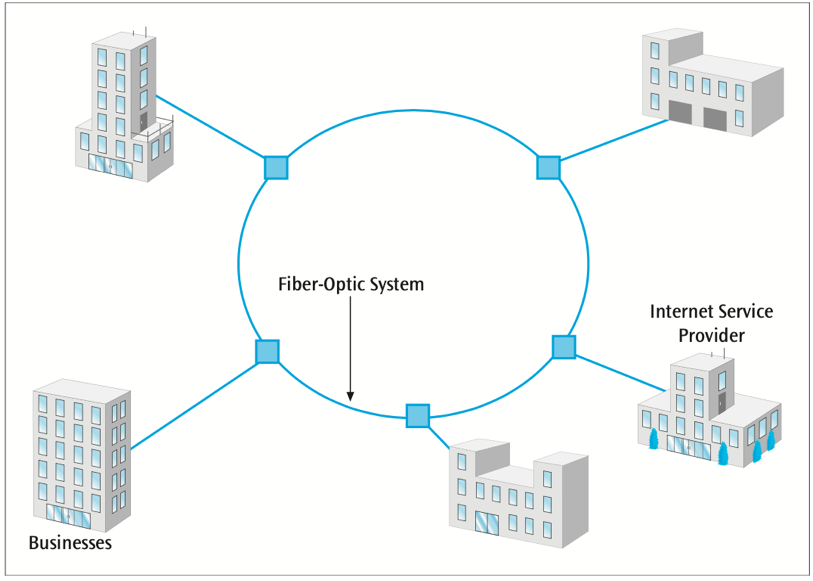 Fiber-Optic System
Internet Service
Provider
Businesses